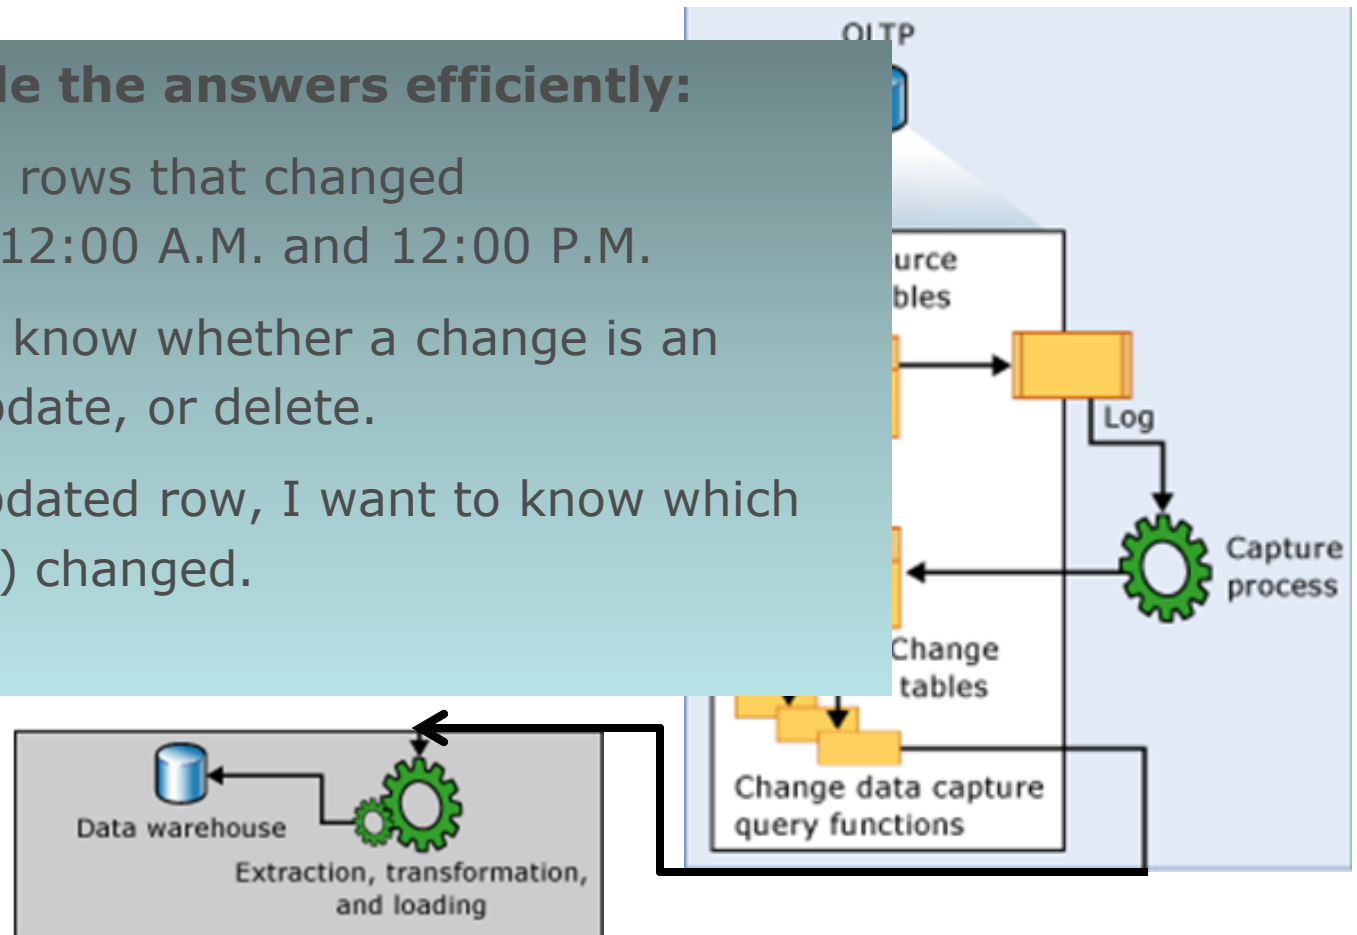 OLTP
le the answers efficiently:
rows that changed
12:00 A.M. and 12:00 P.M.
know whether a change is an
pdate, or delete.
pdated row, I want to know which
) changed.
urce
bles
Log
Capture
process
Change
tables
Change data capture
query functions
Data warehouse
Extraction, transformation,
and loading